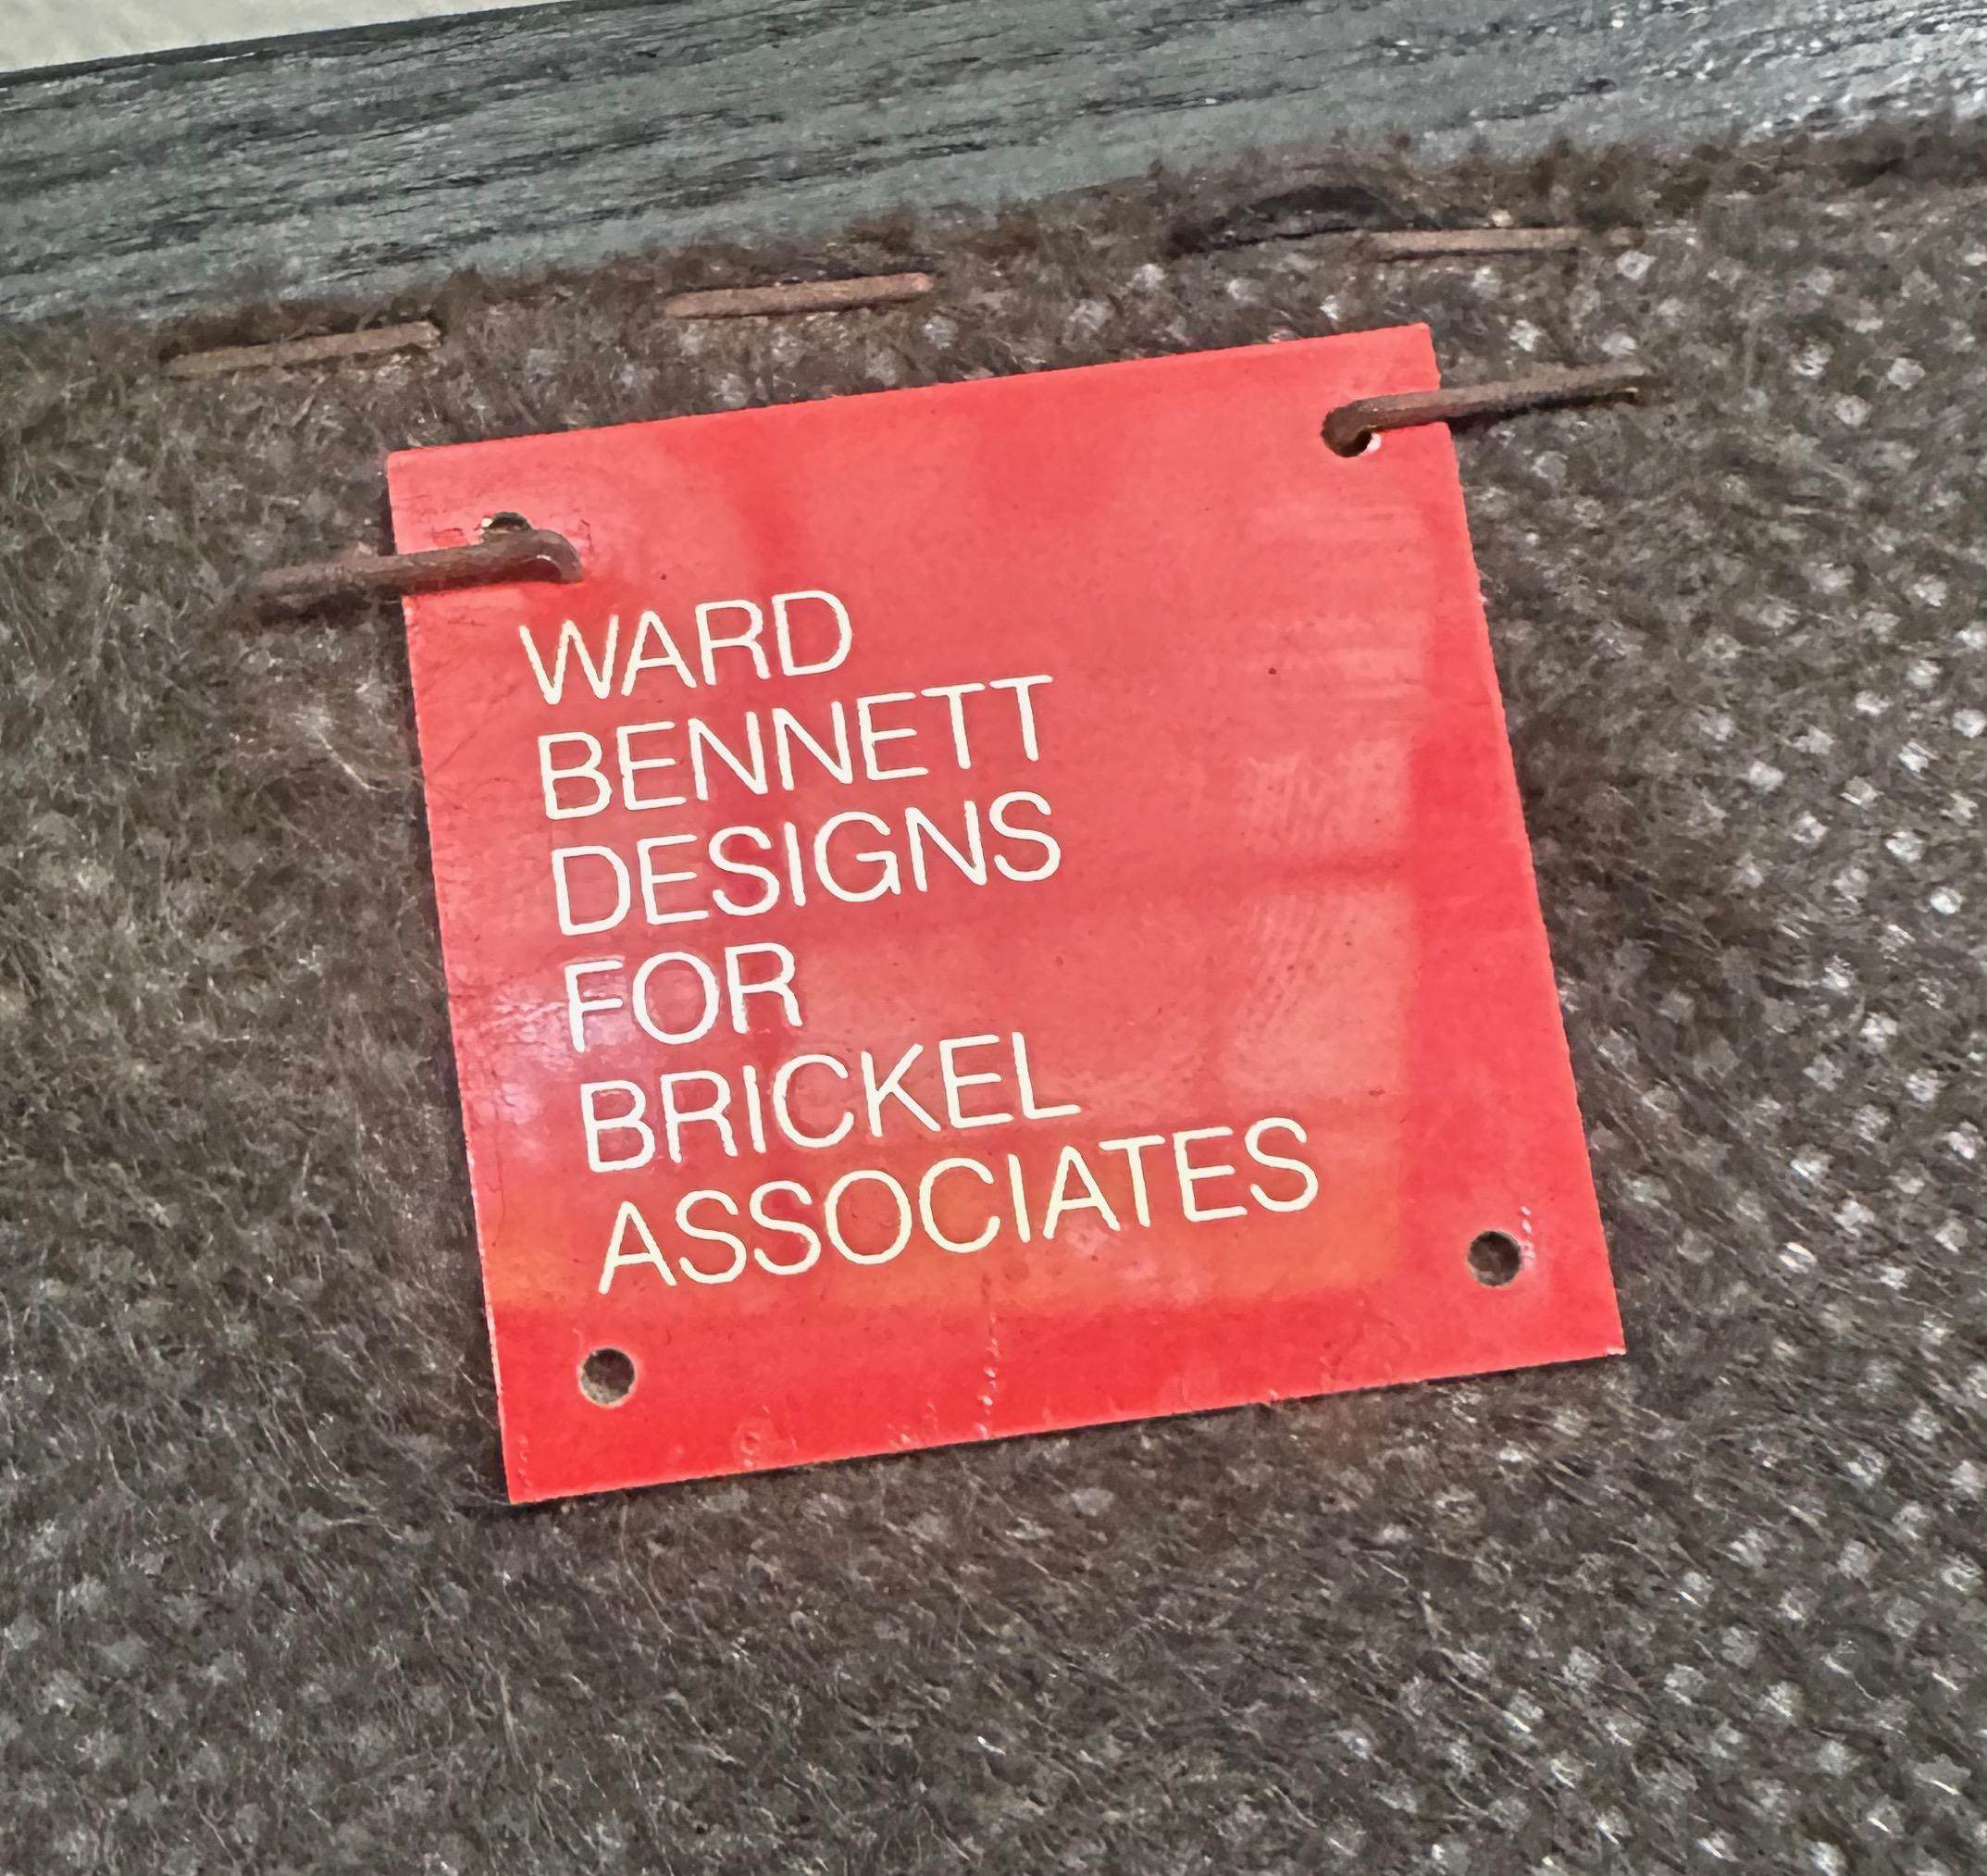 WARD
BENNETT
DESIGNS
FOR
BRICKEL
ASSOCIATES